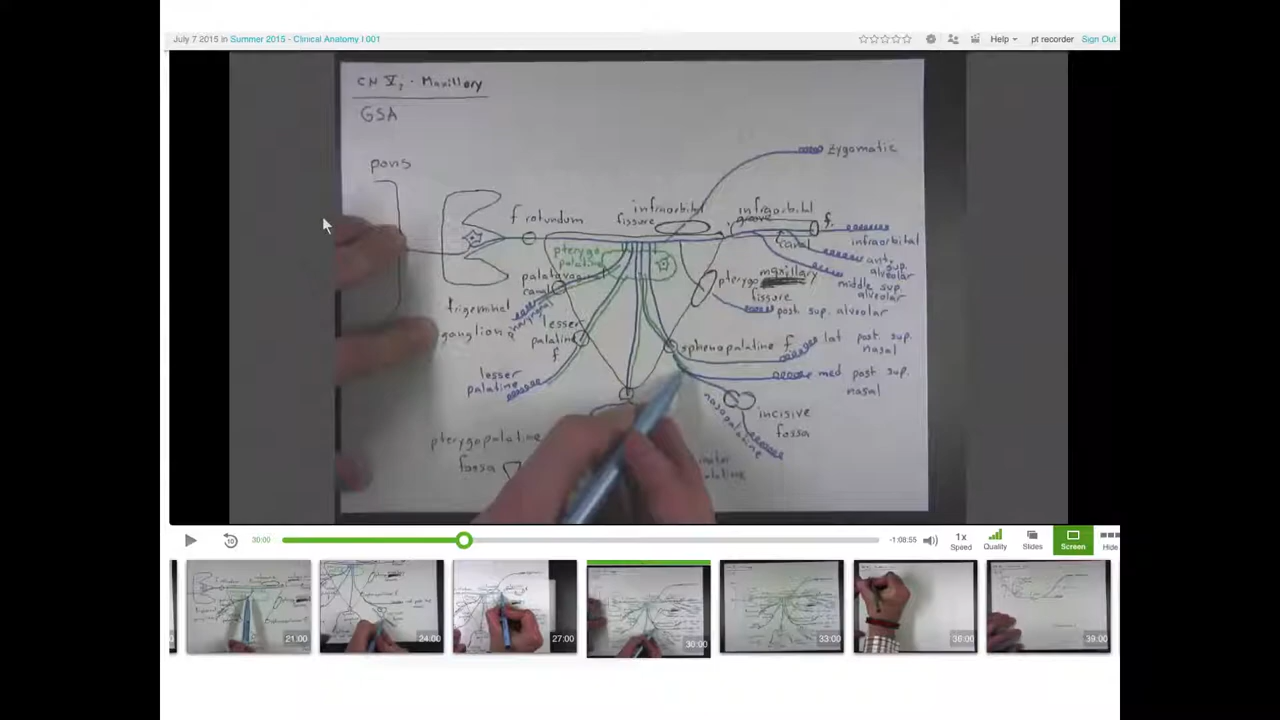 July 7 2015 in Summer 2015 - Clinical Anatomy I 001
Help
pt recorder
Sign Out
CN V₂ - Maxillary
GSA
pons
zygomatic
f rotundum
infraorbital
fissure
infraorbital
groove
f.
canal
infraorbital
pterygo
palatine
ant. sup.
alveolar
middle sup.
alveolar
canal
pterygomaxillary
fissure
post sup. alveolar
trigeminal
ganglion
pharyngeal
lesser
palatine
f.
sphenopalatine f.
lat post. sup.
nasal
med post sup.
nasal
lesser
palatine
nasopalatine
incisive
fossa
pterygopalatine
fossa
30:00
-1:08:55
1x
Speed
Quality
Slides
Screen
Hide
10
21:00
24:00
27:00
30:00
33:00
36:00
39:00